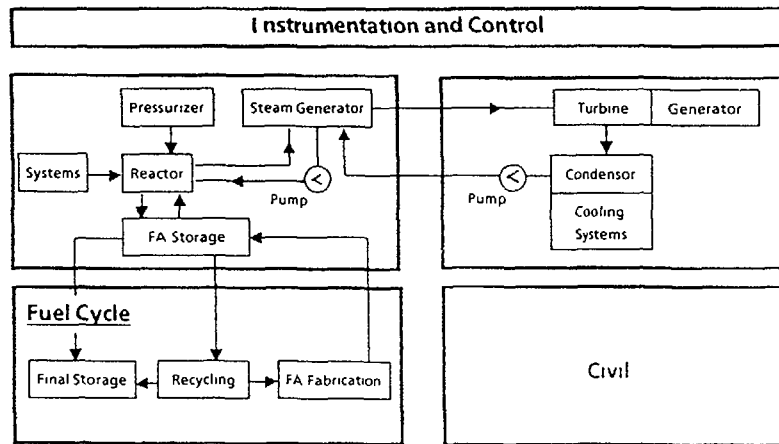 Instrumentation and Control
Pressurizer
Steam Generator
Turbine
Generator
Systems
Reactor
Pump
Pump
Condensor
Cooling
Systems
FA Storage
Fuel Cycle
Final Storage
Recycling
FA Fabrication
Civil